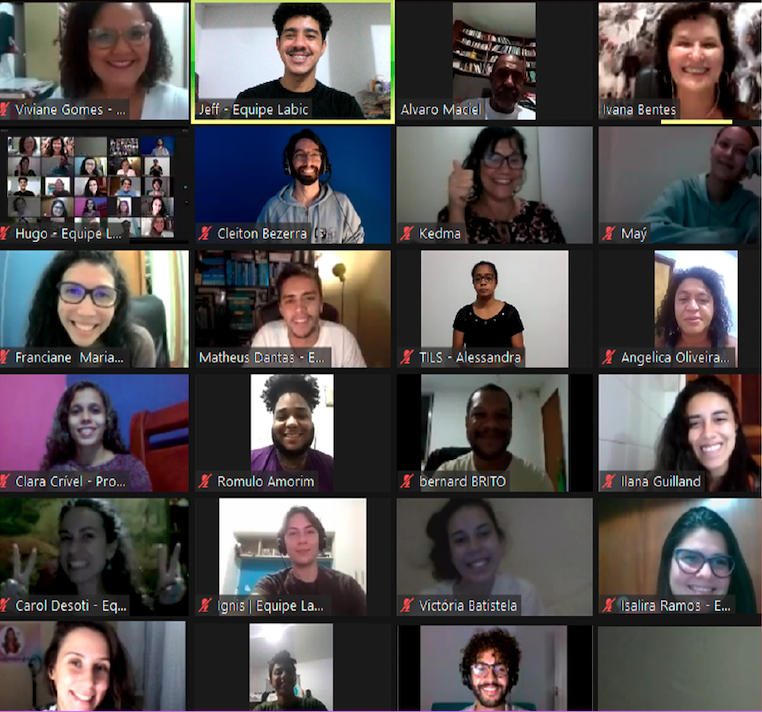 Viviane Gomes - ...
Jeff - Equipe Labic
Alvaro Maciel
Ivana Bentes
Hugo - Equipe L...
Cleiton Bezerra
Kedma
Maý
Franciane Maria...
Matheus Dantas - E...
TILS - Alessandra
Angelica Oliveira...
Clara Crível - Pro...
Romulo Amorim
bernard BRITO
Ilana Guilland
Carol Desoti - Eq...
Ignis | Equipe La...
Victória Batistela
Isalira Ramos - E...